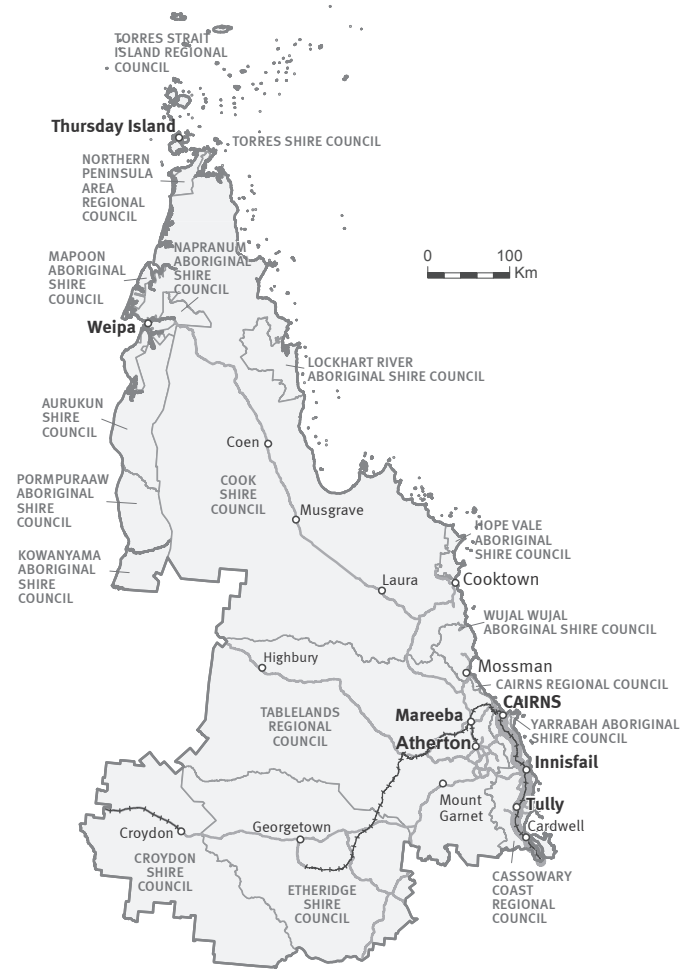 TORRES STRAIT
ISLAND REGIONAL
COUNCIL
Thursday Island
TORRES SHIRE COUNCIL
NORTHERN
PENINSULA
AREA
REGIONAL
COUNCIL
MAPOON
ABORIGINAL
SHIRE
COUNCIL
NAPRANUM
ABORIGINAL
SHIRE
COUNCIL
0 100
Km
Weipa
LOCKHART RIVER
ABORIGINAL SHIRE COUNCIL
AURUKUN
SHIRE
COUNCIL
Coen
COOK
SHIRE
COUNCIL
PORMPURAAW
ABORIGINAL
SHIRE
COUNCIL
Musgrave
HOPE VALE
ABORIGINAL
SHIRE COUNCIL
KOWANYAMA
ABORIGINAL
SHIRE
COUNCIL
Laura
Cooktown
WUJAL WUJAL
ABORGINAL SHIRE COUNCIL
Highbury
Mossman
CAIRNS REGIONAL COUNCIL
CAIRNS
TABLELANDS
REGIONAL
COUNCIL
Mareeba
YARRABAH ABORIGINAL
SHIRE COUNCIL
Atherton
Innisfail
Mount
Garnet
Tully
Cardwell
Croydon
Georgetown
CROYDON
SHIRE
COUNCIL
ETHERIDGE
SHIRE
COUNCIL
CASSOWARY
COAST
REGIONAL
COUNCIL